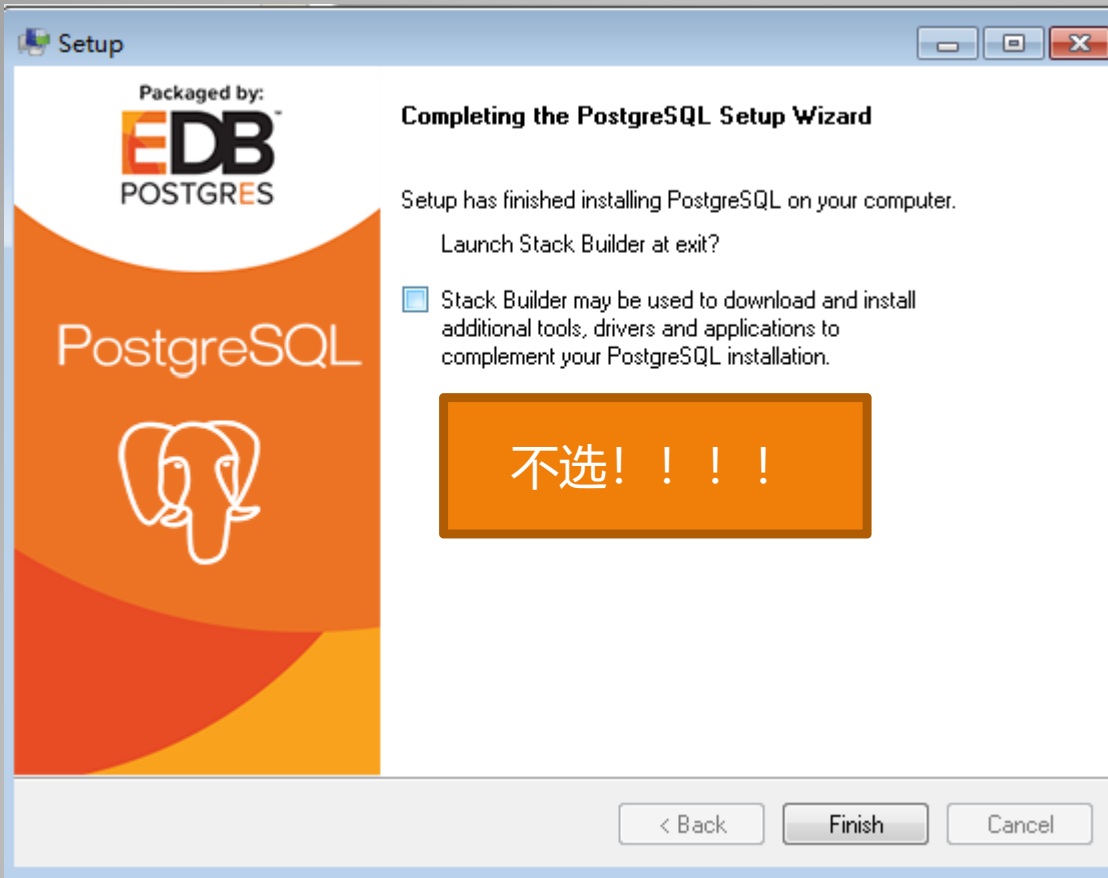 Setup
Packaged by:
EDB™
POSTGRES
PostgreSQL
Completing the PostgreSQL Setup Wizard
Setup has finished installing PostgreSQL on your computer.
Launch Stack Builder at exit?
Stack Builder may be used to download and install
additional tools, drivers and applications to
complement your PostgreSQL installation.
不选！！！！
< Back
Finish
Cancel